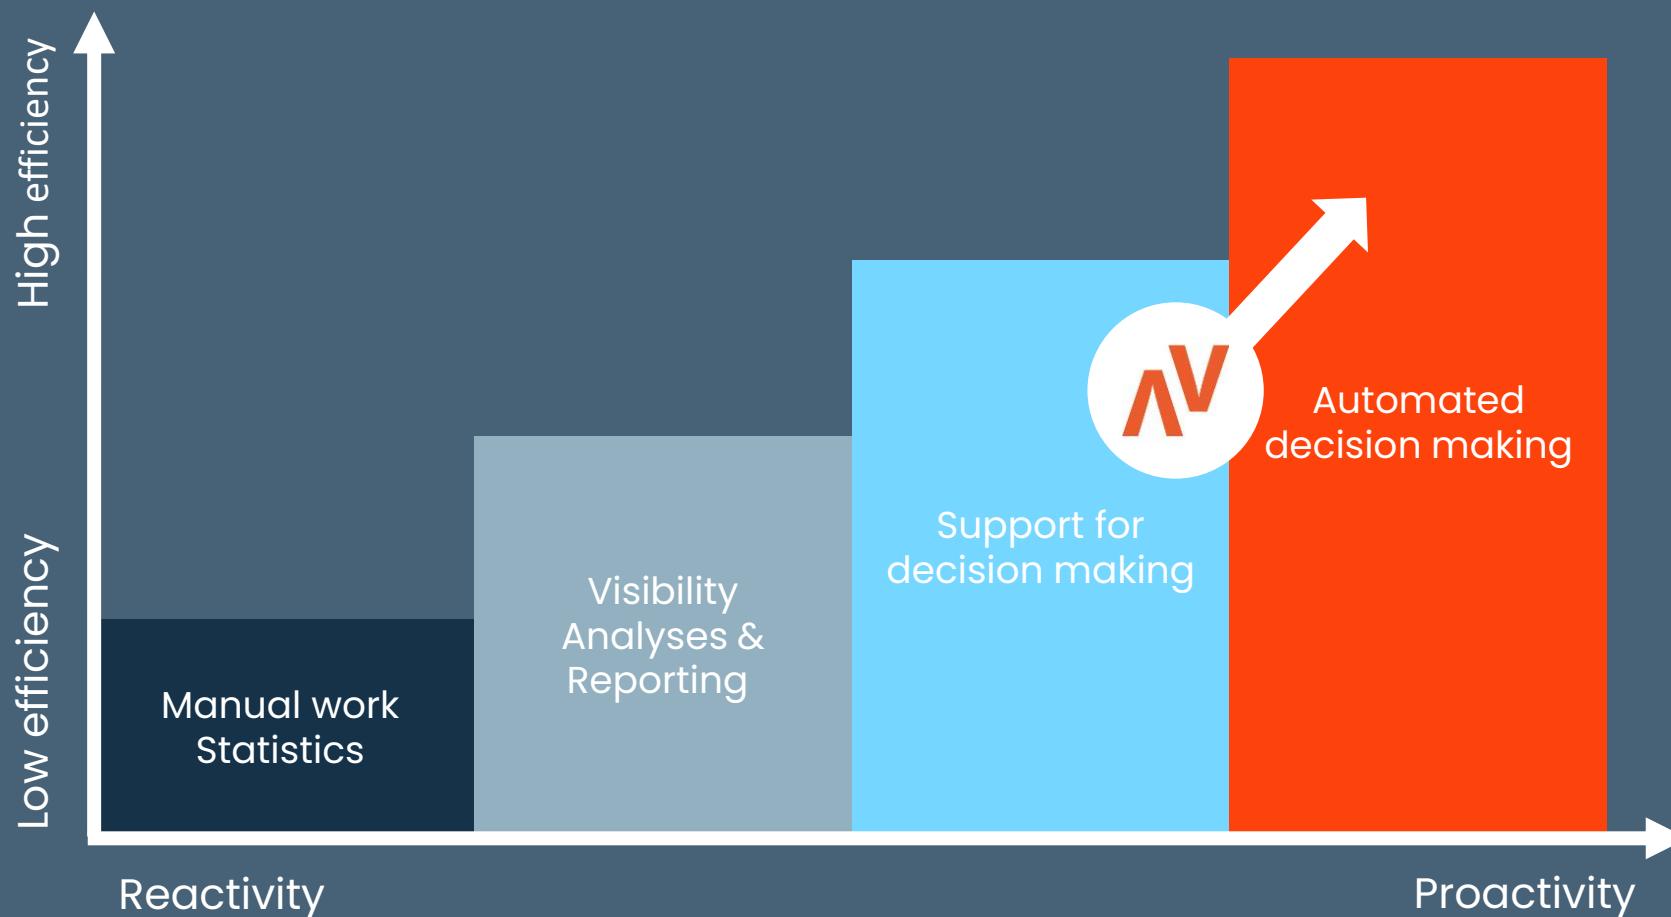 High efficiency
Low efficiency
Manual work
Statistics
Visibility
Analyses &
Reporting
Support for
decision making
Automated
decision making
Reactivity
Proactivity